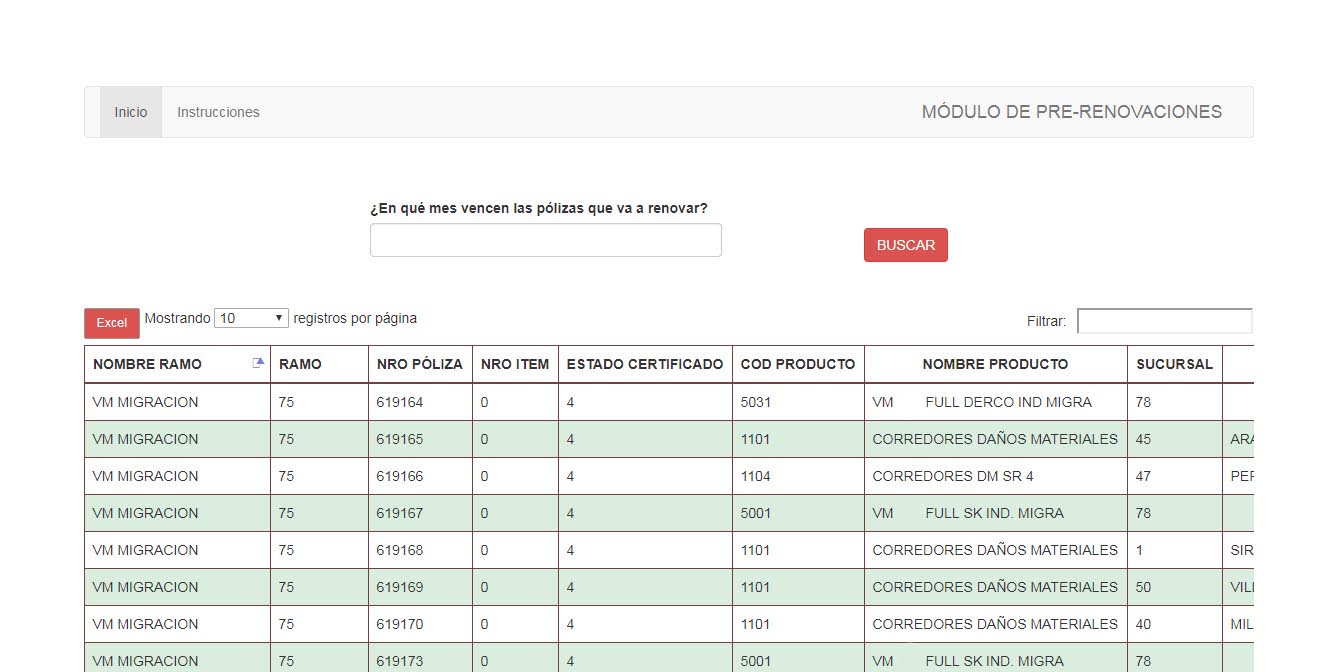 Inicio Instrucciones MÓDULO DE PRE-RENOVACIONES
¿En qué mes vencen las pólizas que va a renovar?
BUSCAR
Excel Mostrando 10 registros por página Filtrar:
NOMBRE RAMO RAMO NRO PÓLIZA NRO ITEM ESTADO CERTIFICADO COD PRODUCTO NOMBRE PRODUCTO SUCURSAL
VM MIGRACION 75 619164 0 4 5031 VM FULL DERCO IND MIGRA 78
VM MIGRACION 75 619165 0 4 1101 CORREDORES DAÑOS MATERIALES 45
VM MIGRACION 75 619166 0 4 1104 CORREDORES DM SR 4 47
VM MIGRACION 75 619167 0 4 5001 VM FULL SK IND. MIGRA 78
VM MIGRACION 75 619168 0 4 1101 CORREDORES DAÑOS MATERIALES 1 SIR
VM MIGRACION 75 619169 0 4 1101 CORREDORES DAÑOS MATERIALES 50
VM MIGRACION 75 619170 0 4 1101 CORREDORES DAÑOS MATERIALES 40 MIL
VM MIGRACION 75 619173 0 4 5001 VM FULL SK IND. MIGRA 78